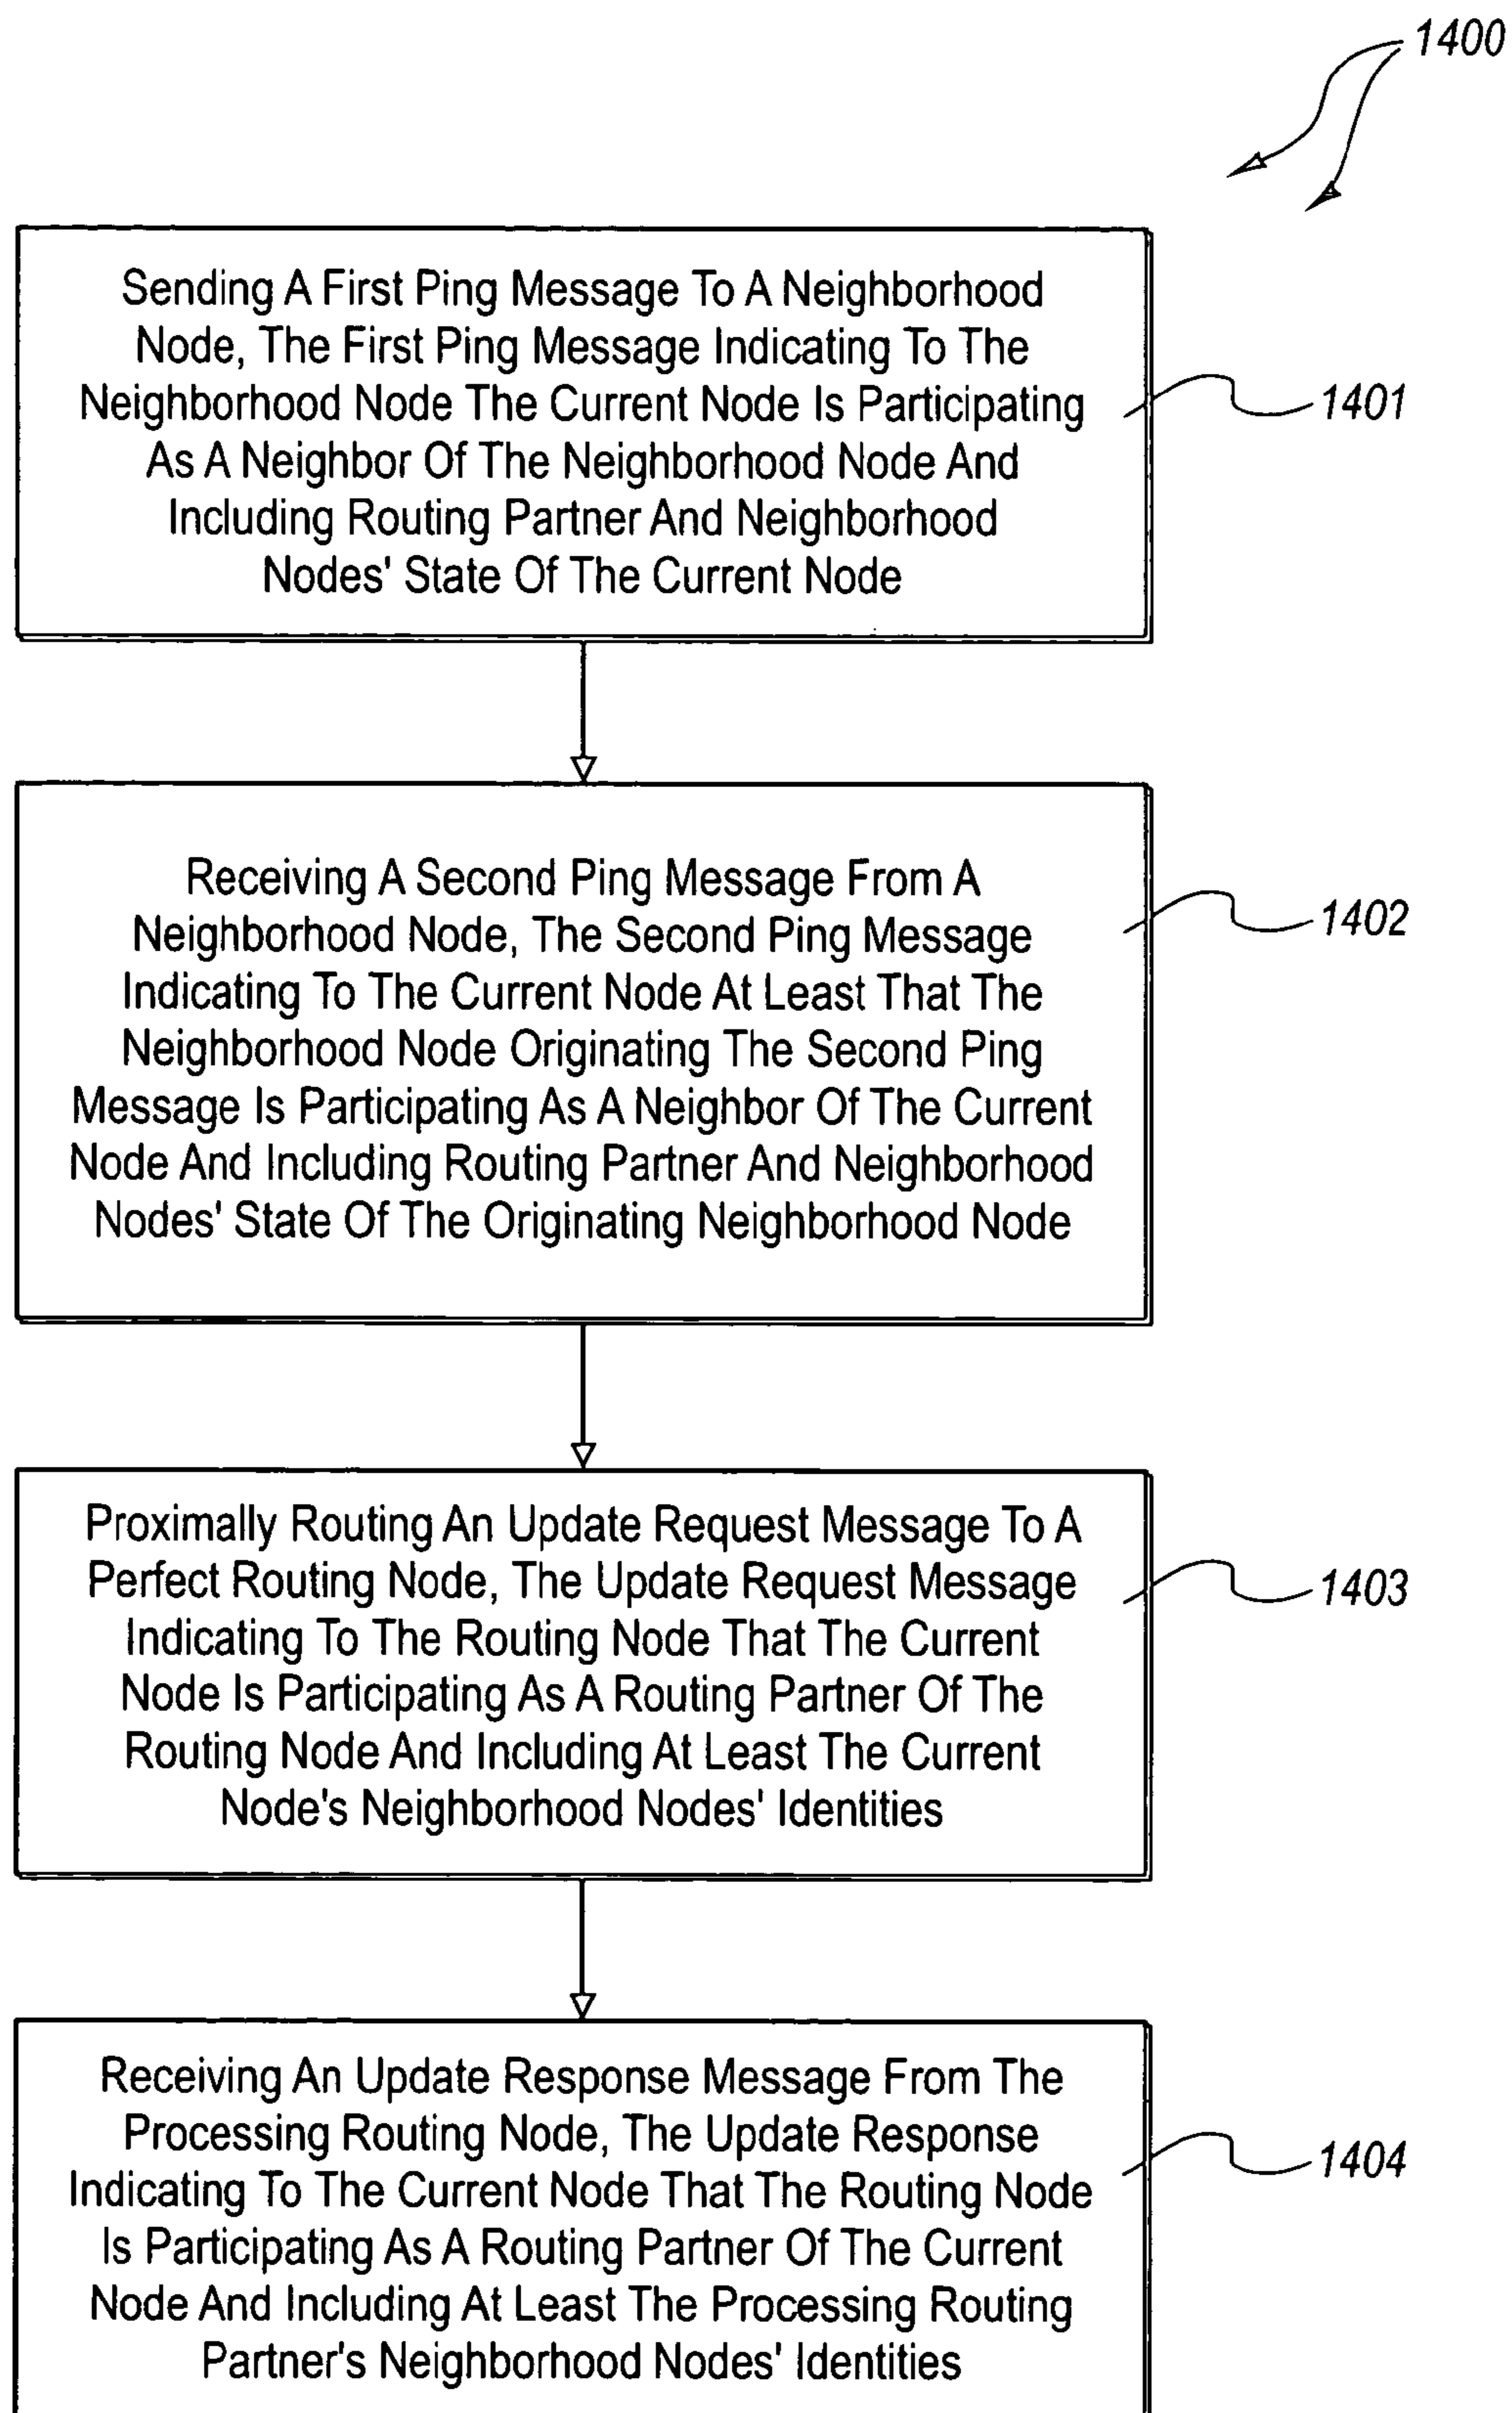 1400
Sending A First Ping Message To A Neighborhood
Node, The First Ping Message Indicating To The
Neighborhood Node The Current Node Is Participating
As A Neighbor Of The Neighborhood Node And
Including Routing Partner And Neighborhood
Nodes' State Of The Current Node
1401
Receiving A Second Ping Message From A
Neighborhood Node, The Second Ping Message
Indicating To The Current Node At Least That The
Neighborhood Node Originating The Second Ping
Message Is Participating As A Neighbor Of The Current
Node And Including Routing Partner And Neighborhood
Nodes' State Of The Originating Neighborhood Node
1402
Proximally Routing An Update Request Message To A
Perfect Routing Node, The Update Request Message
Indicating To The Routing Node That The Current
Node Is Participating As A Routing Partner Of The
Routing Node And Including At Least The Current
Node's Neighborhood Nodes' Identities
1403
Receiving An Update Response Message From The
Processing Routing Node, The Update Response
Indicating To The Current Node That The Routing Node
Is Participating As A Routing Partner Of The Current
Node And Including At Least The Processing Routing
Partner's Neighborhood Nodes' Identities
1404